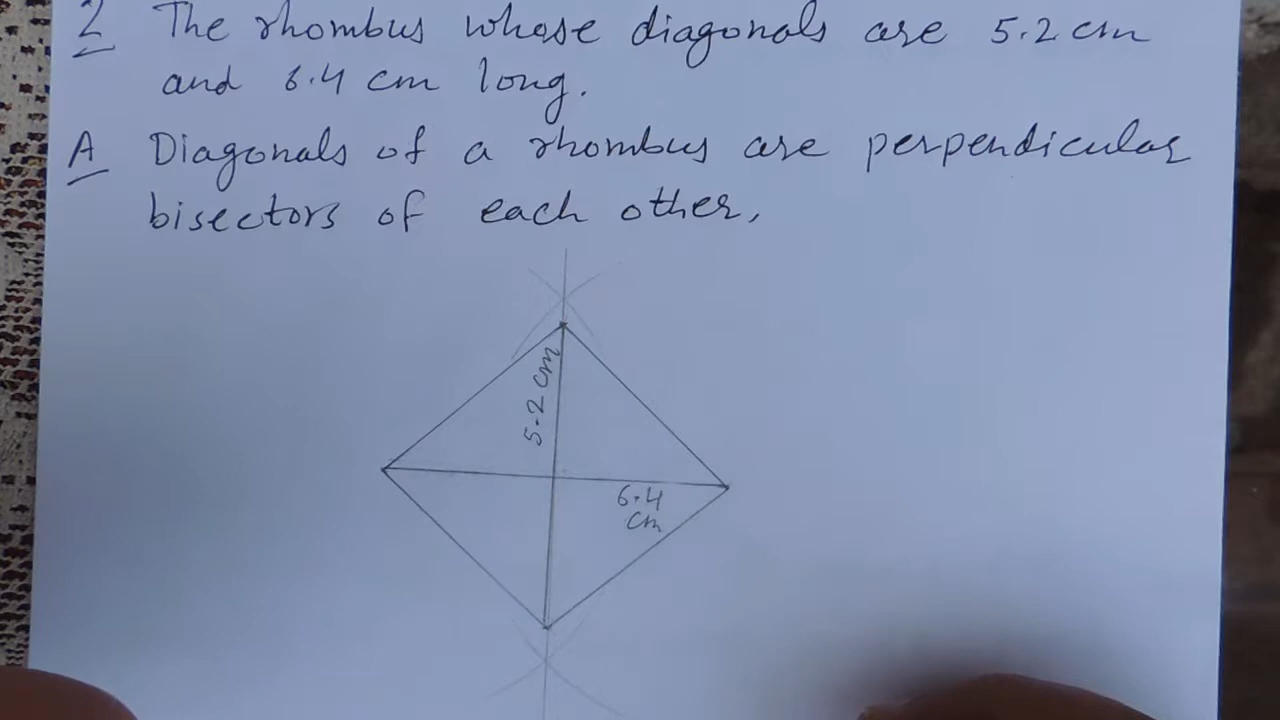 2 The rhombus whose diagonals are 5.2 cm
and 6.4 cm long.
A Diagonals of a rhombus are perpendicular
bisectors of each other,
5.2 cm
6.4
cm